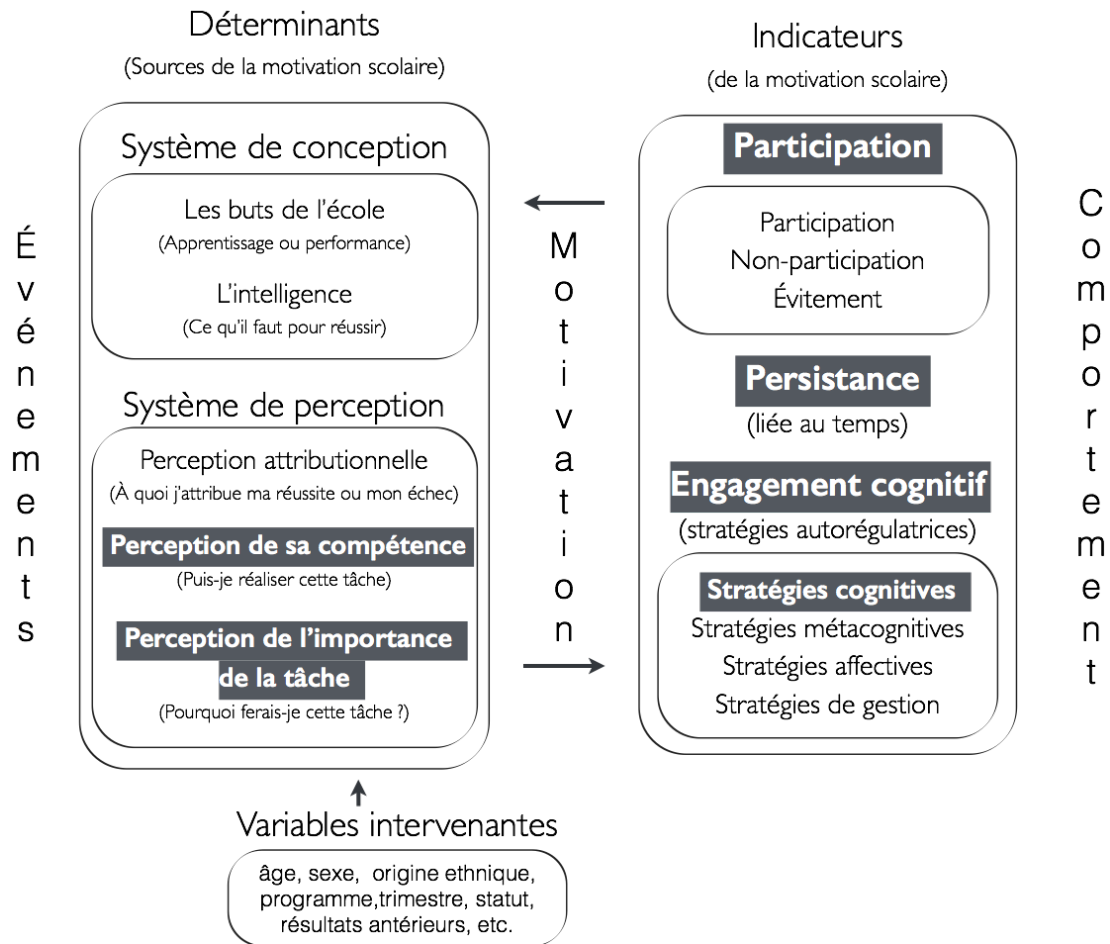 Déterminants
(Sources de la motivation scolaire)
Système de conception
Les buts de l'école
(Apprentissage ou performance)
L'intelligence
(Ce qu'il faut pour réussir)
Système de perception
Perception attributionnelle
(À quoi j'attribue ma réussite ou mon échec)
Perception de sa compétence
(Puis-je réaliser cette tâche)
Perception de l'importance
de la tâche
(Pourquoi ferais-je cette tâche ?)
Événements
Motivation
Indicateurs
(de la motivation scolaire)
Participation
Participation
Non-participation
Évitement
Persistance
(liée au temps)
Engagement cognitif
(stratégies autorégulatrices)
Stratégies cognitives
Stratégies métacognitives
Stratégies affectives
Stratégies de gestion
Comportement
Variables intervenantes
âge, sexe, origine ethnique,
programme,trimestre, statut,
résultats antérieurs, etc.